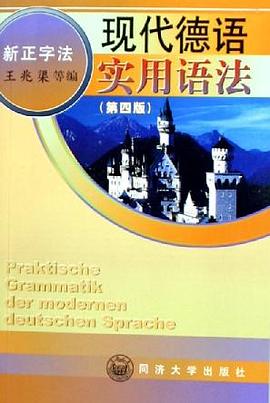 新正字法
王兆渠等编
现代德语
实用语法
(第四版)
Praktische
Grammatik
der modernen
deutschen Sprache
同济大学出版社